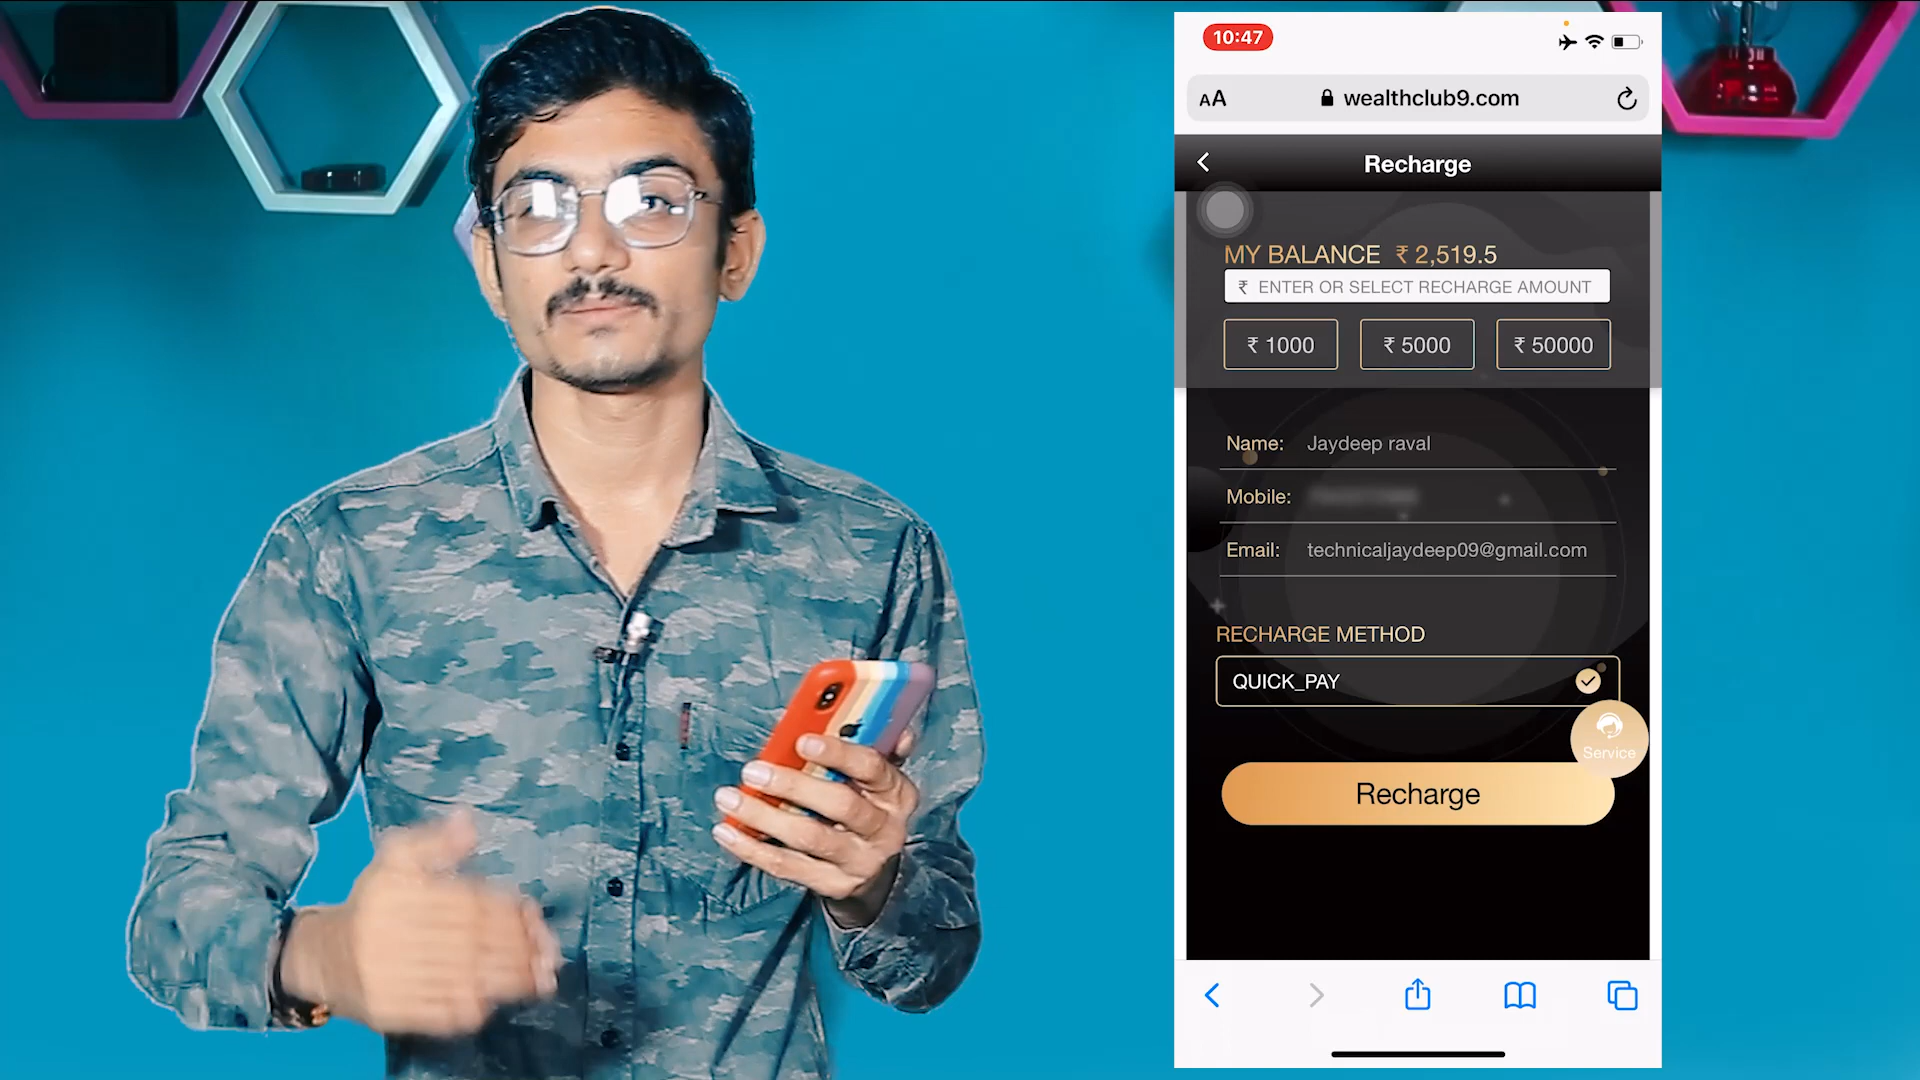 10:47
AA wealthclub9.com
Recharge
MY BALANCE ₹ 2,519.5
₹ ENTER OR SELECT RECHARGE AMOUNT
₹ 1000 ₹ 5000 ₹ 50000
Name: Jaydeep raval
Mobile:
Email: technicaljaydeep09@gmail.com
RECHARGE METHOD
QUICK_PAY
Service
Recharge